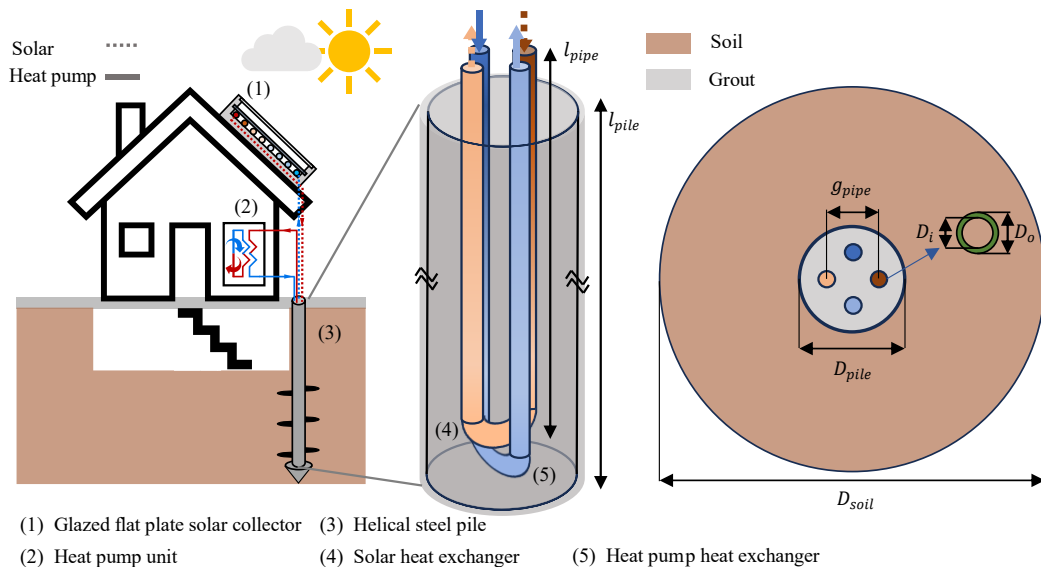 Solar
Heat pump
(1)
(2)
(3)
l_pipe
l_pile
(4)
(5)
Soil
Grout
g_pipe
D_i
D_o
D_pile
D_soil
(1) Glazed flat plate solar collector
(3) Helical steel pile
(2) Heat pump unit
(4) Solar heat exchanger
(5) Heat pump heat exchanger